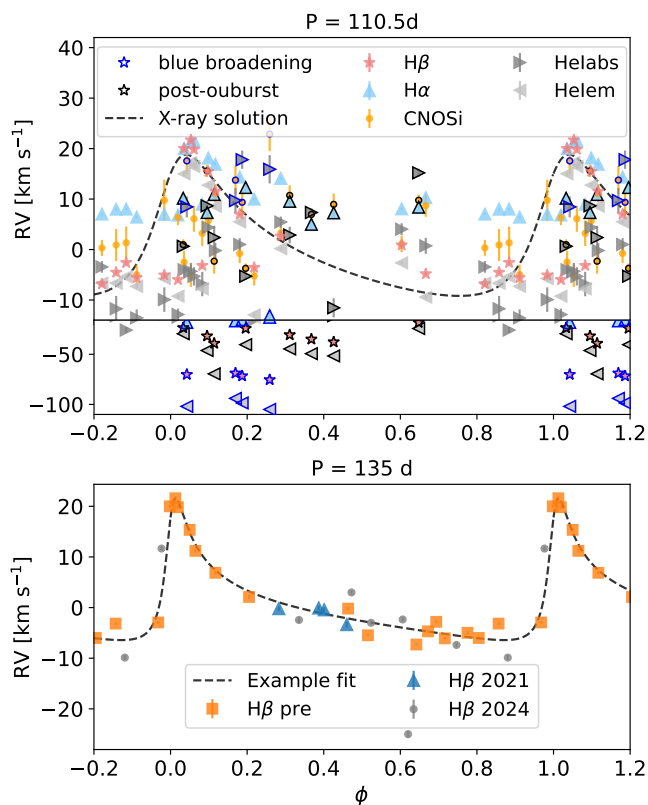 P = 110.5d
blue broadening
post-ouburst
X-ray solution
Hβ
Hα
CNOSi
Helabs
Helem
RV [km s⁻¹]
40
30
20
10
0
−10
−50
−100
−0.2 0.0 0.2 0.4 0.6 0.8 1.0 1.2
P = 135 d
RV [km s⁻¹]
20
10
0
−10
−20
Example fit
Hβ pre
Hβ 2021
Hβ 2024
−0.2 0.0 0.2 0.4 0.6 0.8 1.0 1.2
ϕ